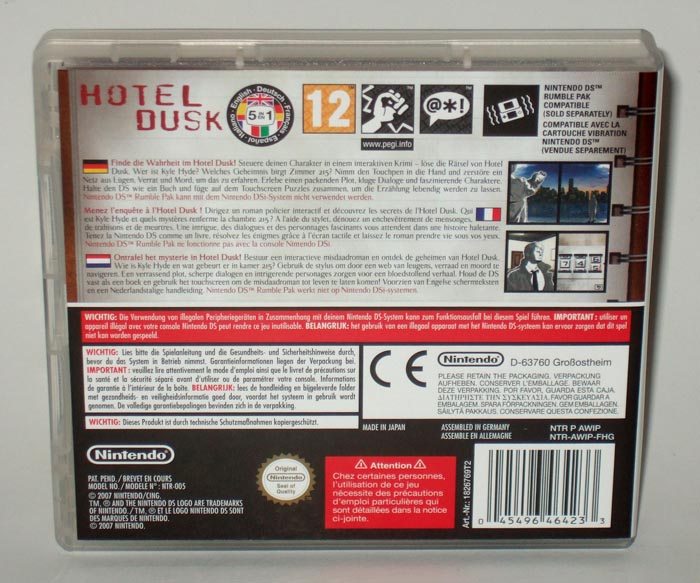 HOTEL
DUSK
English • Deutsch • Français
Español Italiano
5 IN 1
12
@*!
www.pegi.info
NINTENDO DS™
RUMBLE PAK
COMPATIBLE
(SOLD SEPARATELY)
COMPATIBLE AVEC LA
CARTOUCHE VIBRATION
NINTENDO DS™
(VENDUE SEPAREMENT)
Finde die Wahrheit im Hotel Dusk! Steuere deinen Charakter in einem interaktiven Krimi – löse die Rätsel von Hotel
Dusk. Wer ist Kyle Hyde? Welches Geheimnis birgt Zimmer 215? Nimm den Touchpen in die Hand und zerstöre ein
Netz aus Lügen, Verrat und Mord, um das zu erfahren. Erlebe einen packenden Plot, kluge Dialoge und faszinierende Charaktere.
Halte den DS wie ein Buch und füge auf dem Touchscreen Puzzles zusammen, um die Erzählung lebendig werden zu lassen.
Nintendo DS™ Rumble Pak kann mit dem Nintendo DSi-System nicht verwendet werden.
Menez l'enquête à l'Hotel Dusk ! Dirigez un roman policier interactif et découvrez les secrets de l'Hotel Dusk. Qui
est Kyle Hyde et quels mystères renferme la chambre 215 ? A l'aide du stylet, dénouez un enchevêtrement de mensonges,
de trahisons et de meurtres. Une intrigue, des dialogues et des personnages fascinants vous attendent dans une histoire haletante.
Tenez la Nintendo DS comme un livre, résolvez les énigmes grâce à l'écran tactile et laissez le roman prendre vie sous vos yeux.
Nintendo DS™ Rumble Pak ne fonctionne pas avec la console Nintendo DSi.
Ontrafel het mysterie in Hotel Dusk! Bestuur een interactieve misdaadroman en ontdek de geheimen van Hotel Dusk.
Wie is Kyle Hyde en wat gebeurt er in kamer 215? Gebruik de stylus om door een web van leugens, verraad en moord te
navigeren. Een verrassend plot, scherpe dialogen en intrigerende personages zorgen voor een bloedstollend verhaal. Houd de DS
vast als een boek en gebruik het touchscreen om de misdaadroman tot leven te laten komen! Voorzien van Engelse schermteksten
en een Nederlandstalige handleiding. Nintendo DS™ Rumble Pak werkt niet op Nintendo DSi-systemen.
WICHTIG: Die Verwendung von illegalen Peripheriegeräten in Zusammenhang mit deinem Nintendo DS-System kann zum Funktionsausfall bei diesem Spiel führen. IMPORTANT : utiliser un
appareil illégal avec votre console Nintendo DS peut rendre ce jeu inutilisable. BELANGRIJK: het gebruik van een illegaal apparaat met het Nintendo DS-systeem kan ervoor zorgen dat dit spel
niet kan worden gespeeld.
WICHTIG: Lies bitte die Spielanleitung und die Gesundheits- und Sicherheitshinweise durch,
bevor du das System in Betrieb nimmst. Garantieinformationen liegen der Verpackung bei.
IMPORTANT : veuillez lire attentivement le mode d'emploi ainsi que le livret de précautions sur
la santé et la sécurité avant d'utiliser ou de paramétrer votre console. Informations
de garantie à l'intérieur de la boîte. BELANGRIJK: lees de handleiding en bijgeleverde folder
met gezondheids- en veiligheidsinformatie goed door, voordat het systeem in gebruik wordt
genomen. De volledige garantiebepalingen bevinden zich in de verpakking.
WICHTIG: Dieses Produkt ist durch technische Schutzmaßnahmen kopiergeschützt.
CE
Nintendo
D-63760 Großostheim
PLEASE RETAIN THE PACKAGING. VERPACKUNG
AUFHEBEN. CONSERVER L'EMBALLAGE. BEWAAR
DEZE VERPAKKING. POR FAVOR, GUARDA ESTA CAJA.
ΔΙΑΤΗΡΗΣΤΕ ΤΗΝ ΣΥΣΚΕΥΑΣΙΑ. FAVOR GUARDAR A
EMBALAGEM. SPARA FÖRPACKNINGEN. GEM EMBALLAGEN.
SÄILYTÄ PAKKAUS. CONSERVARE QUESTA CONFEZIONE.
MADE IN JAPAN
ASSEMBLED IN GERMANY
ASSEMBLE EN ALLEMAGNE
NTR P AWIP
NTR-AWIP-FHG
Nintendo
PAT. PEND. / BREVET EN COURS
MODEL NO. / MODELE N° : NTR-005
© 2007 NINTENDO/CING.
TM, ® AND THE NINTENDO DS LOGO ARE TRADEMARKS
OF NINTENDO. / TM, ® ET LE LOGO NINTENDO DS SONT
DES MARQUES DE NINTENDO.
© 2007 NINTENDO.
Original
Nintendo
Seal of
Quality
Attention
Chez certaines personnes,
l'utilisation de ce jeu
nécessite des précautions
d'emploi particulières qui
sont détaillées dans la notice
ci-jointe.
Art.-Nr.: 1826769T2
0 45496 46423 3